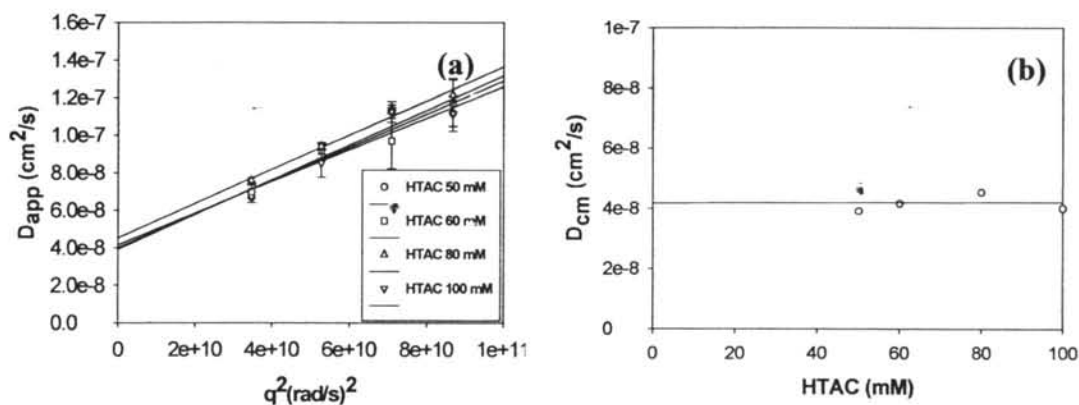 (a)
1.6e-7
1.4e-7
1.2e-7
1.0e-7
8.0e-8
6.0e-8
4.0e-8
2.0e-8
0.0
Dapp (cm²/s)
HTAC 50 mM
HTAC 60 mM
HTAC 80 mM
HTAC 100 mM
0 2e+10 4e+10 6e+10 8e+10 1e+11
q²(rad/s)²
(b)
1e-7
8e-8
6e-8
4e-8
2e-8
0
Dcm (cm²/s)
0 20 40 60 80 100
HTAC (mM)